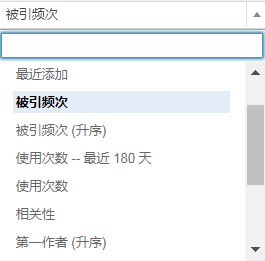 被引频次
最近添加
被引频次
被引频次 (升序)
使用次数 -- 最近 180 天
使用次数
相关性
第一作者 (升序)